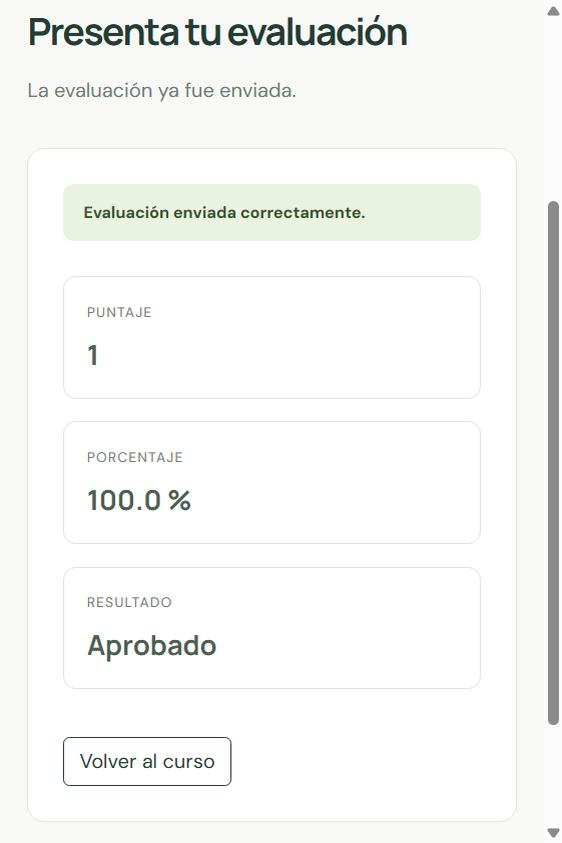 Presenta tu evaluación
La evaluación ya fue enviada.
Evaluación enviada correctamente.
PUNTAJE
1
PORCENTAJE
100.0 %
RESULTADO
Aprobado
Volver al curso